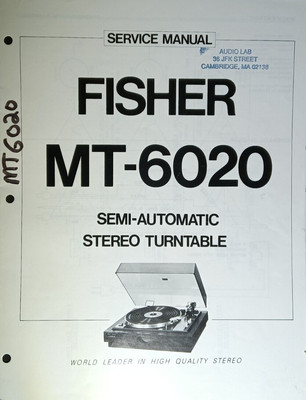 SERVICE MANUAL
AUDIO LAB
36 JFK STREET
CAMBRIDGE, MA 02138
FISHER
MT-6020
MT6020
SEMI-AUTOMATIC
STEREO TURNTABLE
WORLD LEADER IN HIGH QUALITY STEREO